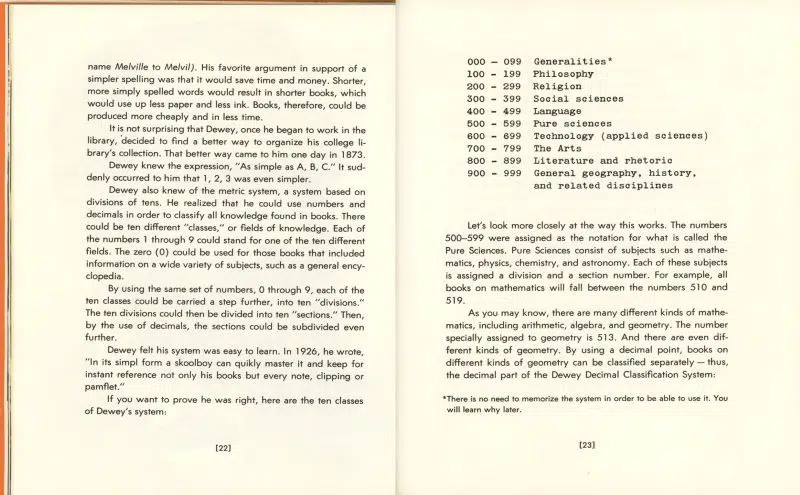 name Melville to Melvil). His favorite argument in support of a
simpler spelling was that it would save time and money. Shorter,
more simply spelled words would result in shorter books, which
would use up less paper and less ink. Books, therefore, could be
produced more cheaply and in less time.
It is not surprising that Dewey, once he began to work in the
library, decided to find a better way to organize his college li-
brary's collection. That better way came to him one day in 1873.
Dewey knew the expression, "As simple as A, B, C." It sud-
denly occurred to him that 1, 2, 3 was even simpler.
Dewey also knew of the metric system, a system based on
divisions of tens. He realized that he could use numbers and
decimals in order to classify all knowledge found in books. There
could be ten different "classes," or fields of knowledge. Each of
the numbers 1 through 9 could stand for one of the ten different
fields. The zero (0) could be used for those books that included
information on a wide variety of subjects, such as a general ency-
clopedia.
By using the same set of numbers, 0 through 9, each of the
ten classes could be carried a step further, into ten "divisions."
The ten divisions could then be divided into ten "sections." Then,
by the use of decimals, the sections could be subdivided even
further.
Dewey felt his system was easy to learn. In 1926, he wrote,
"In its simpl form a skoolboy can quikly master it and keep for
instant reference not only his books but every note, clipping or
pamflet."
If you want to prove he was right, here are the ten classes
of Dewey's system:
[22]
000 – 099 Generalities*
100 – 199 Philosophy
200 – 299 Religion
300 – 399 Social sciences
400 – 499 Language
500 – 599 Pure sciences
600 – 699 Technology (applied sciences)
700 – 799 The Arts
800 – 899 Literature and rhetoric
900 – 999 General geography, history,
and related disciplines
Let's look more closely at the way this works. The numbers
500–599 were assigned as the notation for what is called the
Pure Sciences. Pure Sciences consist of subjects such as mathe-
matics, physics, chemistry, and astronomy. Each of these subjects
is assigned a division and a section number. For example, all
books on mathematics will fall between the numbers 510 and
519.
As you may know, there are many different kinds of mathe-
matics, including arithmetic, algebra, and geometry. The number
specially assigned to geometry is 513. And there are even dif-
ferent kinds of geometry. By using a decimal point, books on
different kinds of geometry can be classified separately — thus,
the decimal part of the Dewey Decimal Classification System:
*There is no need to memorize the system in order to be able to use it. You
will learn why later.
[23]